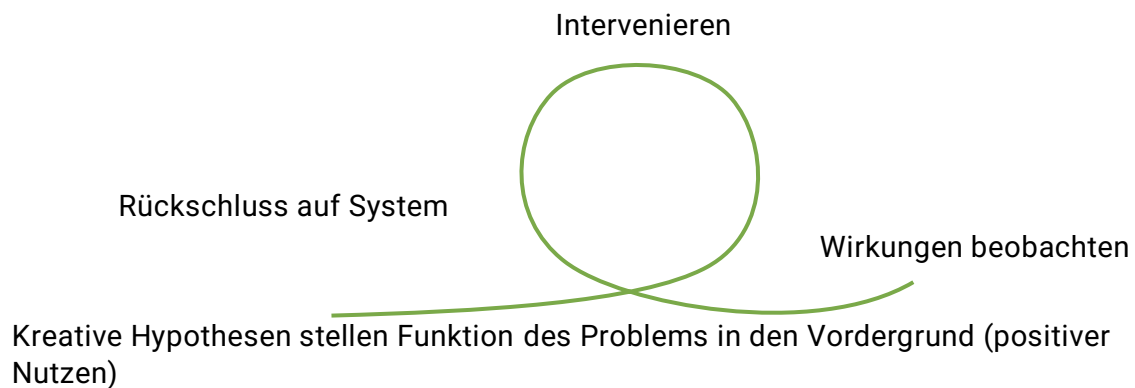 Intervenieren
Rückschluss auf System
Wirkungen beobachten
Kreative Hypothesen stellen Funktion des Problems in den Vordergrund (positiver
Nutzen)